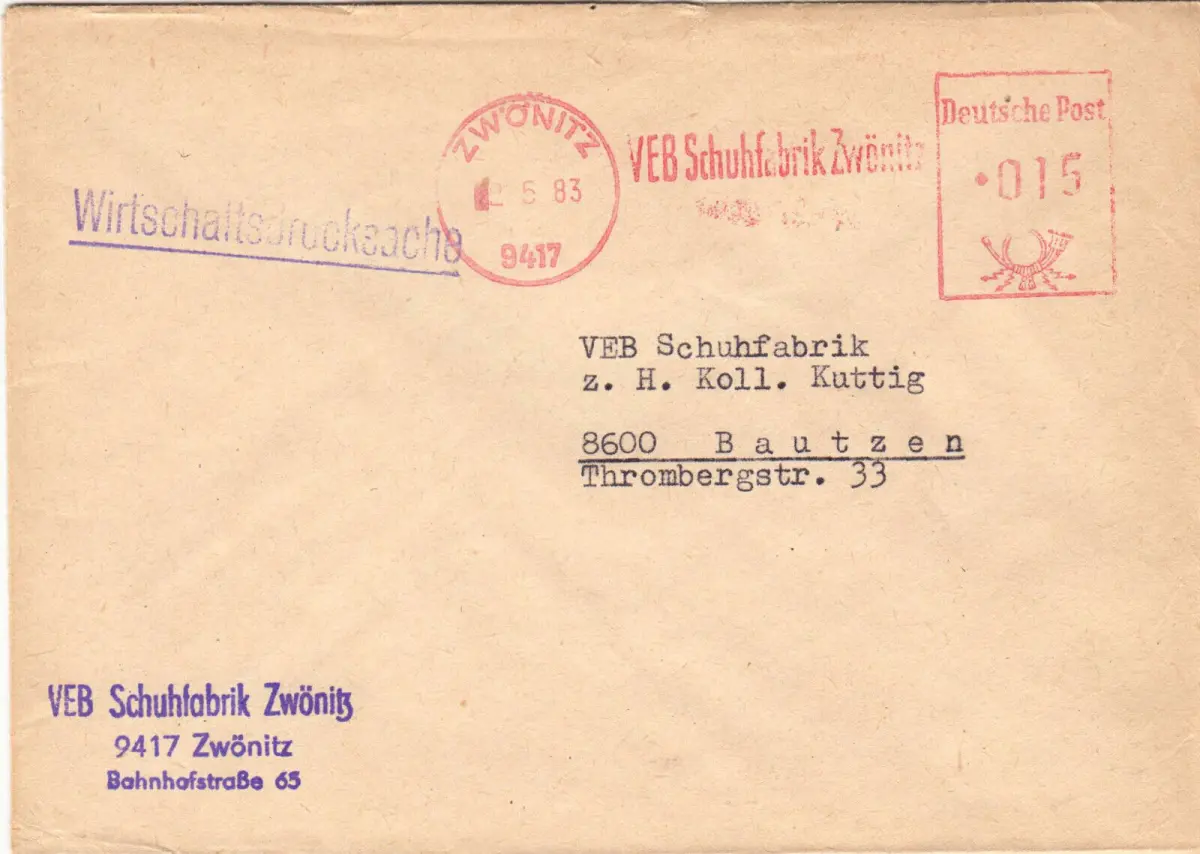 Wirtschaftsdrucksache
ZWÖNITZ
83
9417
VEB Schuhfabrik Zwönitz
Deutsche Post
015
VEB Schuhfabrik
z. H. Koll. Kuttig
8600 Bautzen
Thrombergstr. 33
VEB Schuhfabrik Zwönitz
9417 Zwönitz
Bahnhofstraße 65